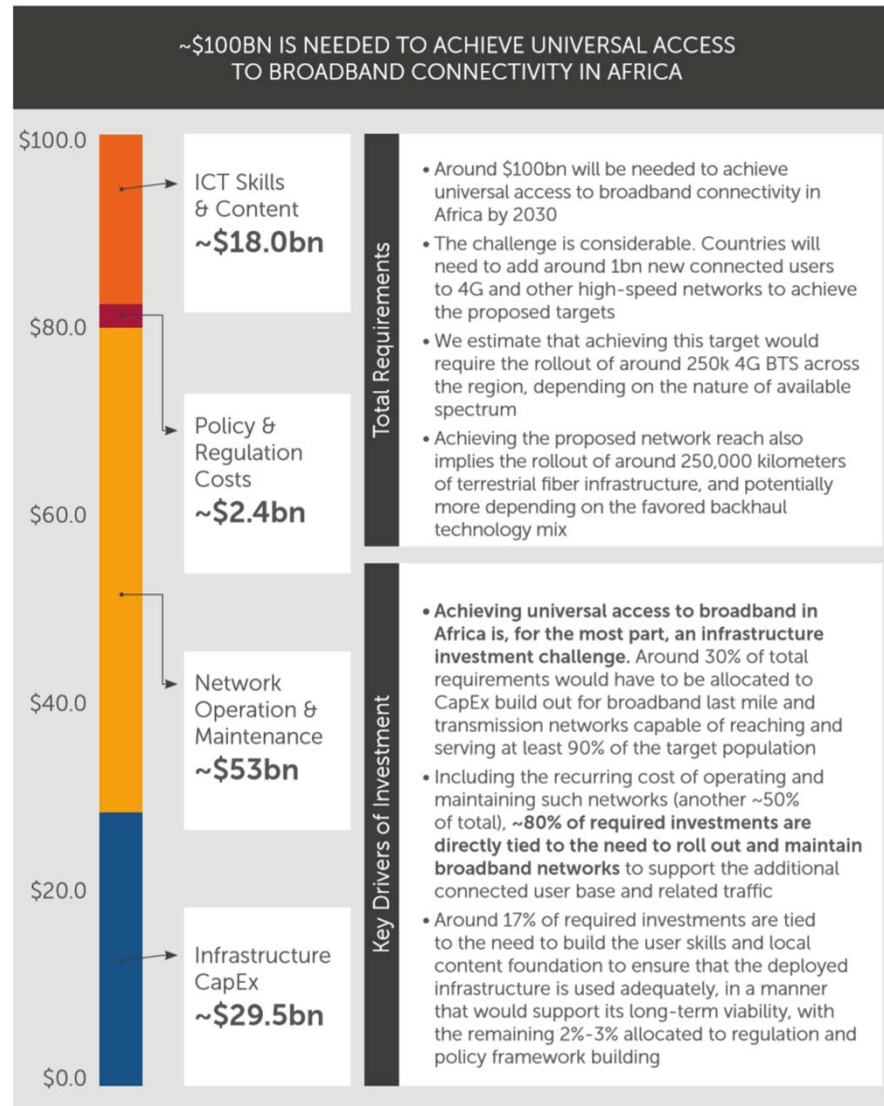 ~$100BN IS NEEDED TO ACHIEVE UNIVERSAL ACCESS
TO BROADBAND CONNECTIVITY IN AFRICA
$100.0
$80.0
$60.0
$40.0
$20.0
$0.0
ICT Skills
& Content
~$18.0bn
Policy &
Regulation
Costs
~$2.4bn
Network
Operation &
Maintenance
~$53bn
Infrastructure
CapEx
~$29.5bn
Total Requirements
• Around $100bn will be needed to achieve
universal access to broadband connectivity in
Africa by 2030
• The challenge is considerable. Countries will
need to add around 1bn new connected users
to 4G and other high-speed networks to achieve
the proposed targets
• We estimate that achieving this target would
require the rollout of around 250k 4G BTS across
the region, depending on the nature of available
spectrum
• Achieving the proposed network reach also
implies the rollout of around 250,000 kilometers
of terrestrial fiber infrastructure, and potentially
more depending on the favored backhaul
technology mix
Key Drivers of Investment
• Achieving universal access to broadband in
Africa is, for the most part, an infrastructure
investment challenge. Around 30% of total
requirements would have to be allocated to
CapEx build out for broadband last mile and
transmission networks capable of reaching and
serving at least 90% of the target population
• Including the recurring cost of operating and
maintaining such networks (another ~50%
of total), ~80% of required investments are
directly tied to the need to roll out and maintain
broadband networks to support the additional
connected user base and related traffic
• Around 17% of required investments are tied
to the need to build the user skills and local
content foundation to ensure that the deployed
infrastructure is used adequately, in a manner
that would support its long-term viability, with
the remaining 2%-3% allocated to regulation and
policy framework building